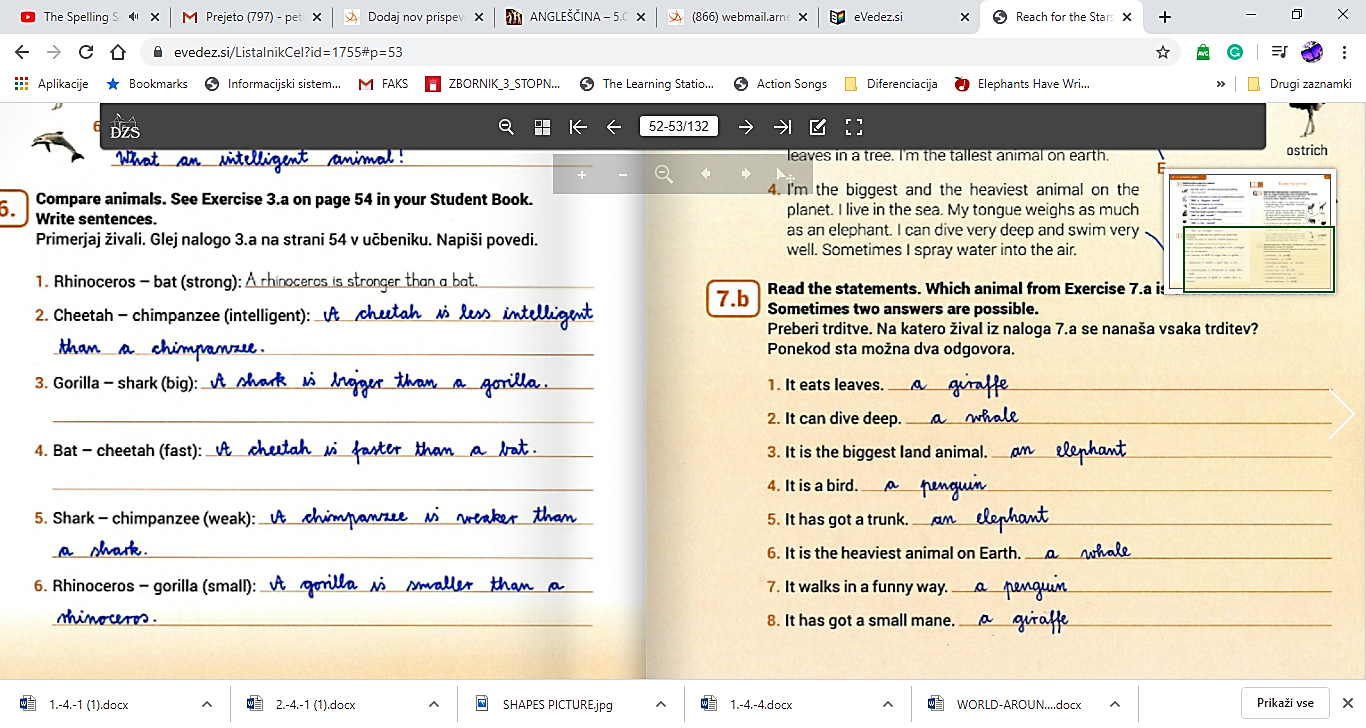 The Spelling S
Prejeto (797) - pet
Dodaj nov prispev
ANGLEŠČINA – 5.
(866) webmail.arne
eVedez.si
Reach for the Stars
evedez.si/ListalnikCel?id=1755#p=53
Aplikacije
Bookmarks
Informacijski sistem...
FAKS
ZBORNIK_3_STOPN...
The Learning Statio...
Action Songs
Diferenciacija
Elephants Have Wri...
»
Drugi zaznamki
DZS
52-53/132
6
What an intelligent animal!
6.
Compare animals. See Exercise 3.a on page 54 in your Student Book.
Write sentences.
Primerjaj živali. Glej nalogo 3.a na strani 54 v učbeniku. Napiši povedi.
1. Rhinoceros – bat (strong): A rhinoceros is stronger than a bat.
2. Cheetah – chimpanzee (intelligent): A cheetah is less intelligent
than a chimpanzee.
3. Gorilla – shark (big): A shark is bigger than a gorilla.
4. Bat – cheetah (fast): A cheetah is faster than a bat.
5. Shark – chimpanzee (weak): A chimpanzee is weaker than
a shark.
6. Rhinoceros – gorilla (small): A gorilla is smaller than a
rhinoceros.
leaves in a tree. I'm the tallest animal on earth.
4. I'm the biggest and the heaviest animal on the
planet. I live in the sea. My tongue weighs as much
as an elephant. I can dive very deep and swim very
well. Sometimes I spray water into the air.
ostrich
7.b
Read the statements. Which animal from Exercise 7.a is
Sometimes two answers are possible.
Preberi trditve. Na katero žival iz naloga 7.a se nanaša vsaka trditev?
Ponekod sta možna dva odgovora.
1. It eats leaves. a giraffe
2. It can dive deep. a whale
3. It is the biggest land animal. an elephant
4. It is a bird. a penguin
5. It has got a trunk. an elephant
6. It is the heaviest animal on Earth. a whale
7. It walks in a funny way. a penguin
8. It has got a small mane. a giraffe
1.-4.-1 (1).docx
2.-4.-1 (1).docx
SHAPES PICTURE.jpg
1.-4.-4.docx
WORLD-AROUN....docx
Prikaži vse